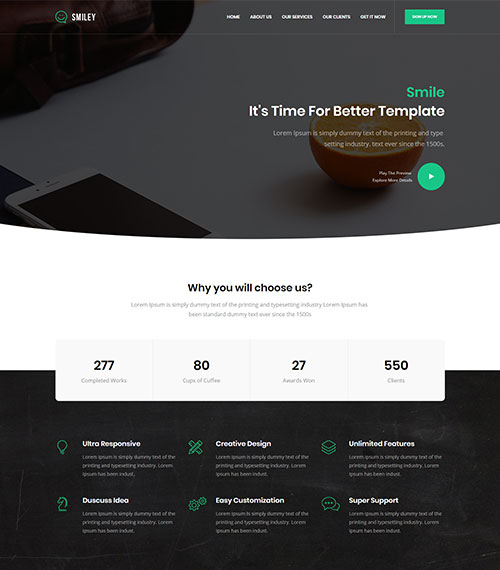 SMILEY
HOME ABOUT US OUR SERVICES OUR CLIENTS GET IT NOW SIGN UP NOW
Smile
It's Time For Better Template
Lorem Ipsum is simply dummy text of the printing and type
setting industry. text ever since the 1500s.
Play The Preview
Explore More Details
Why you will choose us?
Lorem Ipsum is simply dummy text of the printing and typesetting industry Lorem Ipsum has
been standard dummy text ever since the 1500s
277 80 27 550
Completed Works Cupx of Cuffee Awards Won Clients
Ultra Responsive Creative Design Unlimited Features
Lorem Ipsum is simply dummy text of the Lorem Ipsum is simply dummy text of the Lorem Ipsum is simply dummy text of the
printing and typesetting industry. Lorem printing and typesetting industry. Lorem printing and typesetting industry. Lorem
Ipsum has been industr. Ipsum has been industr. Ipsum has been industr.
Duscuss Idea Easy Customization Super Support
Lorem Ipsum is simply dummy text of the Lorem Ipsum is simply dummy text of the Lorem Ipsum is simply dummy text of the
printing and typesetting industry. Lorem printing and typesetting industry. Lorem printing and typesetting industry. Lorem
Ipsum has been industr. Ipsum has been industr. Ipsum has been industr.